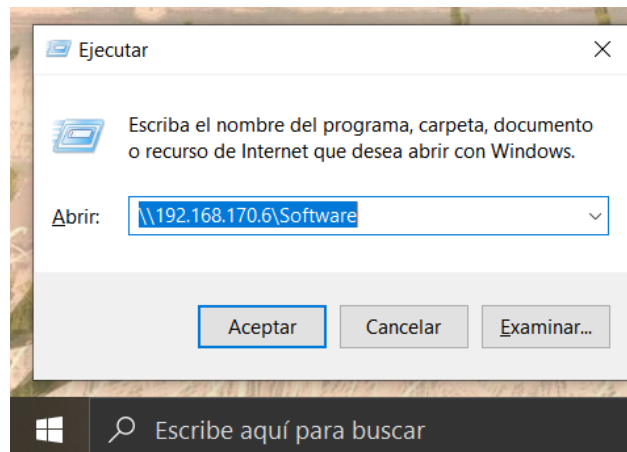 Ejecutar
Escriba el nombre del programa, carpeta, documento
o recurso de Internet que desea abrir con Windows.
Abrir: \\192.168.170.6\Software
Aceptar Cancelar Examinar...
Escribe aquí para buscar